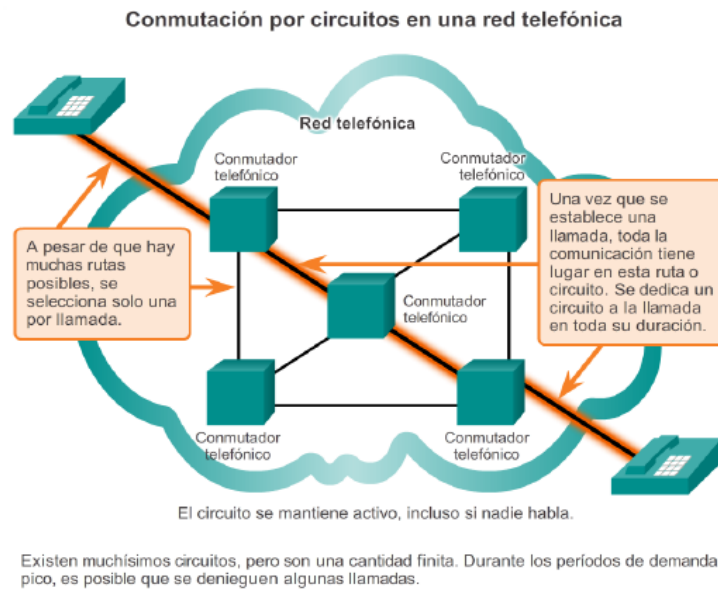 Conmutación por circuitos en una red telefónica
Red telefónica
Conmutador
telefónico
Conmutador
telefónico
A pesar de que hay
muchas rutas
posibles, se
selecciona solo una
por llamada.
Una vez que se
establece una
llamada, toda la
comunicación tiene
lugar en esta ruta o
circuito. Se dedica un
circuito a la llamada
en toda su duración.
Conmutador
telefónico
Conmutador
telefónico
Conmutador
telefónico
El circuito se mantiene activo, incluso si nadie habla.
Existen muchísimos circuitos, pero son una cantidad finita. Durante los períodos de demanda
pico, es posible que se denieguen algunas llamadas.